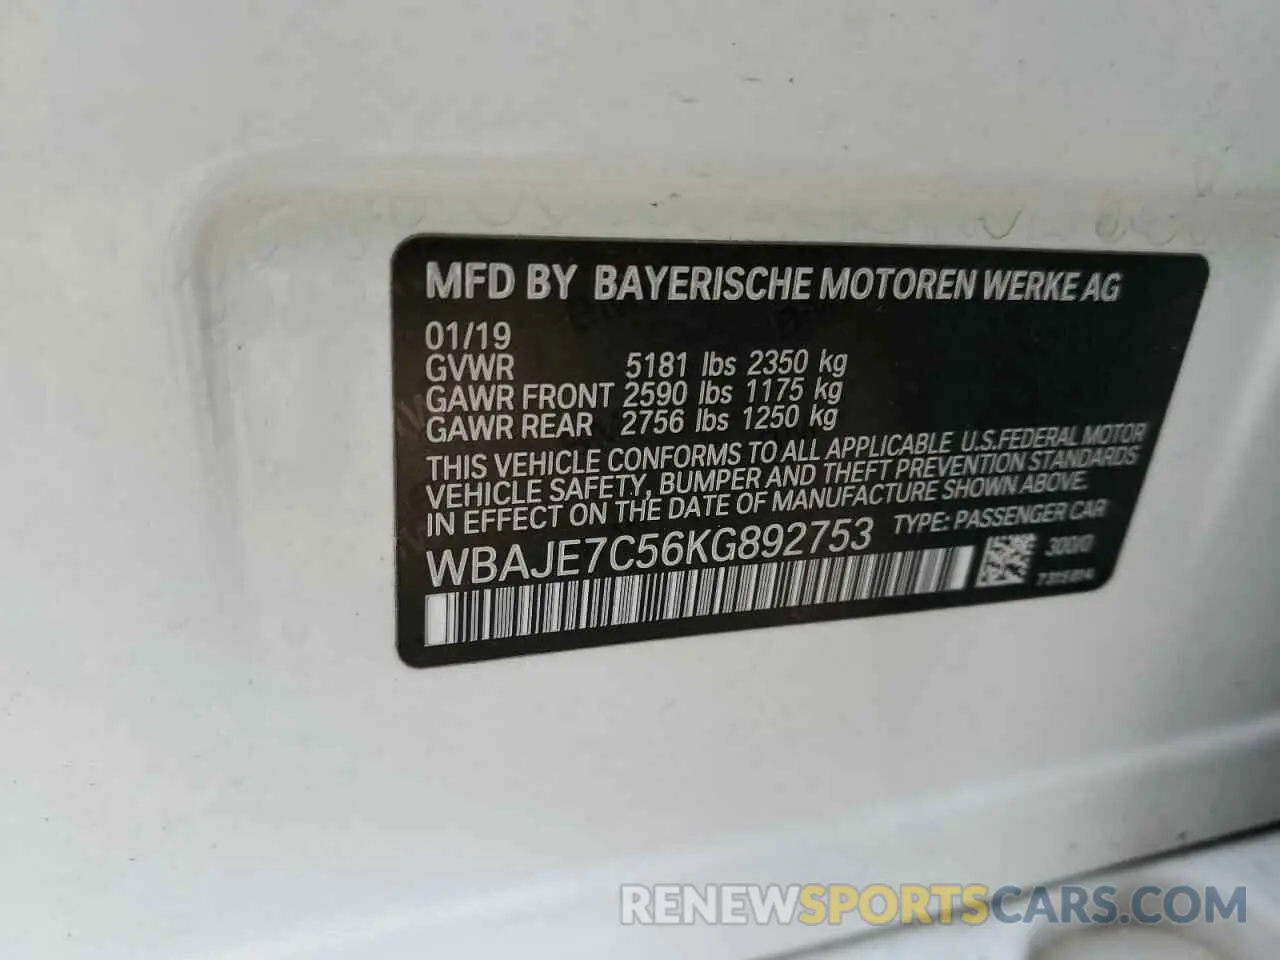 MFD BY BAYERISCHE MOTOREN WERKE AG
01/19
GVWR 5181 lbs 2350 kg
GAWR FRONT 2590 lbs 1175 kg
GAWR REAR 2756 lbs 1250 kg
THIS VEHICLE CONFORMS TO ALL APPLICABLE U.S.FEDERAL MOTOR
VEHICLE SAFETY, BUMPER AND THEFT PREVENTION STANDARDS
IN EFFECT ON THE DATE OF MANUFACTURE SHOWN ABOVE.
WBAJE7C56KG892753 TYPE: PASSENGER CAR
RENEWSPORTSCARS.COM